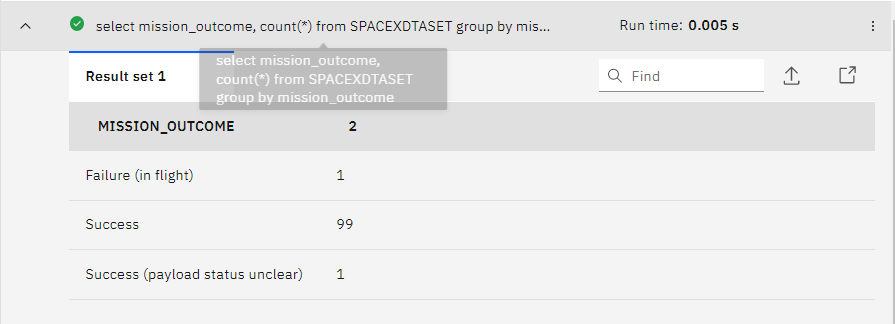 select mission_outcome, count(*) from SPACEXDTASET group by mis...
Run time: 0.005 s
select mission_outcome,
count(*) from SPACEXDTASET
group by mission_outcome
Result set 1
Find
MISSION_OUTCOME 2
Failure (in flight) 1
Success 99
Success (payload status unclear) 1